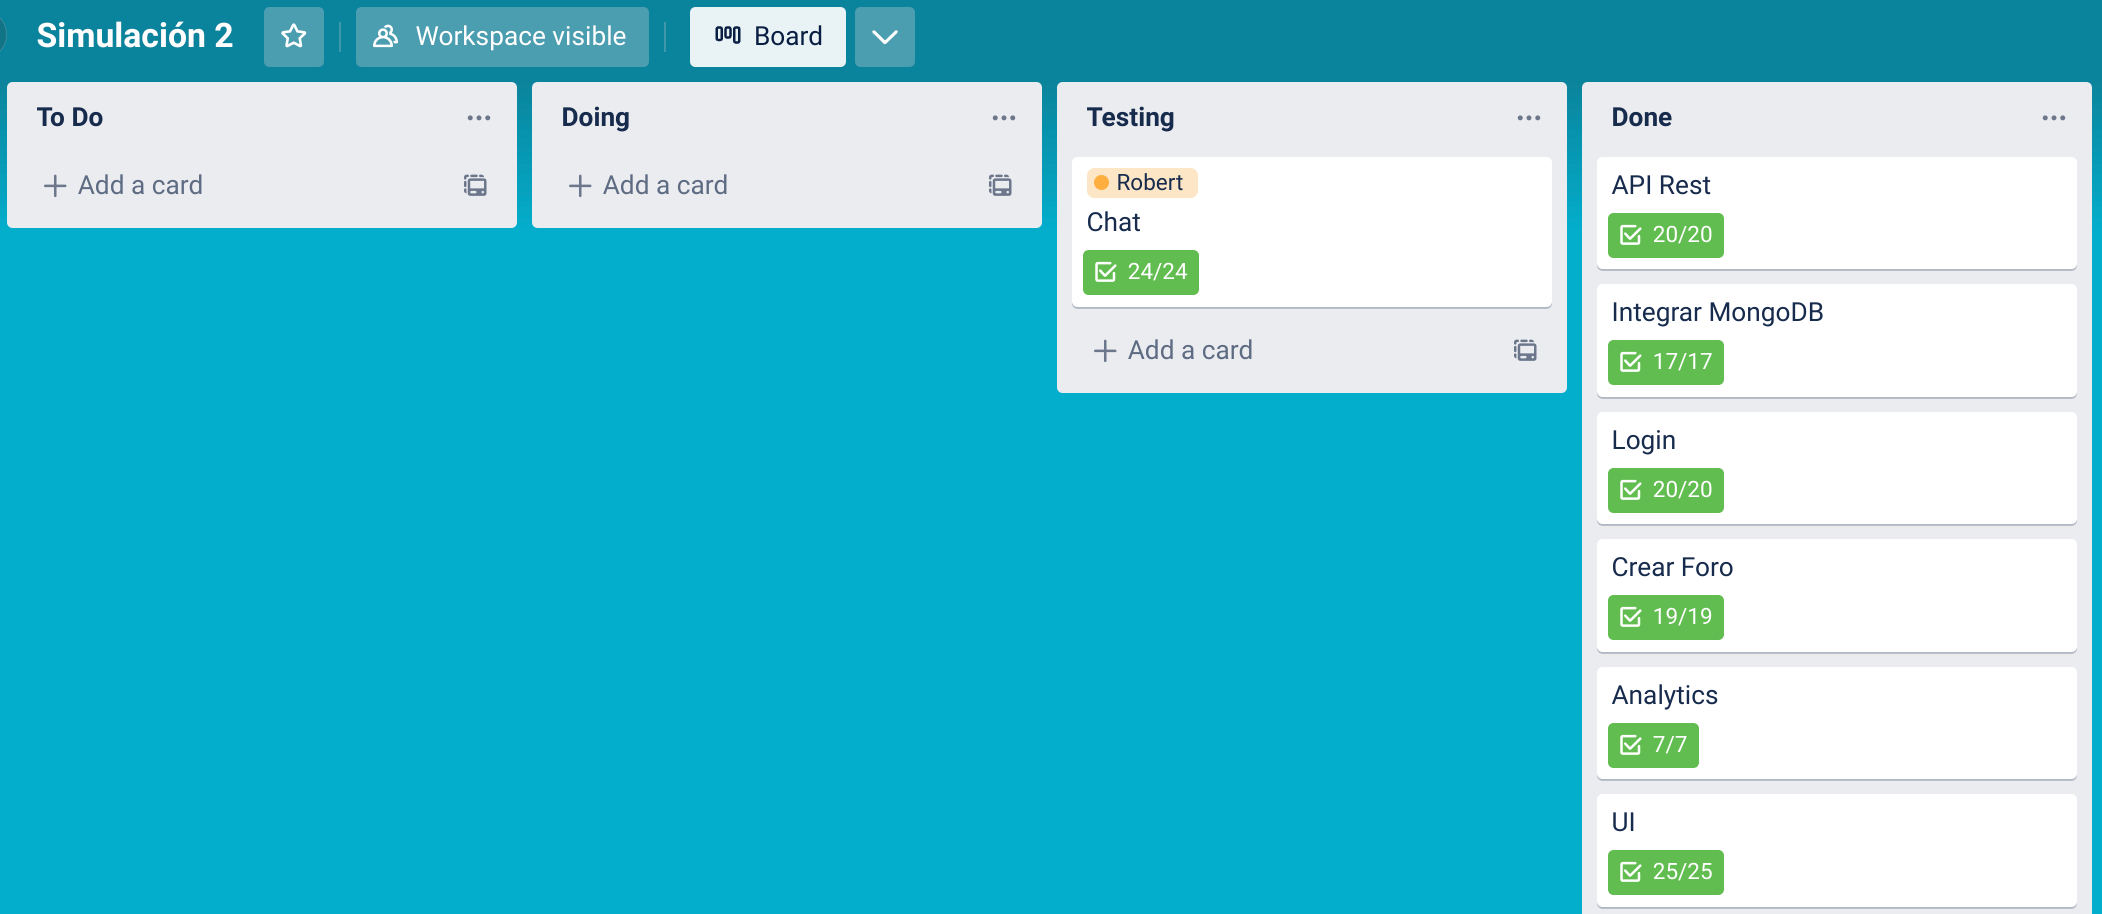 Simulación 2
Workspace visible
Board
To Do
Add a card
Doing
Add a card
Testing
Robert
Chat
24/24
Add a card
Done
API Rest
20/20
Integrar MongoDB
17/17
Login
20/20
Crear Foro
19/19
Analytics
7/7
UI
25/25